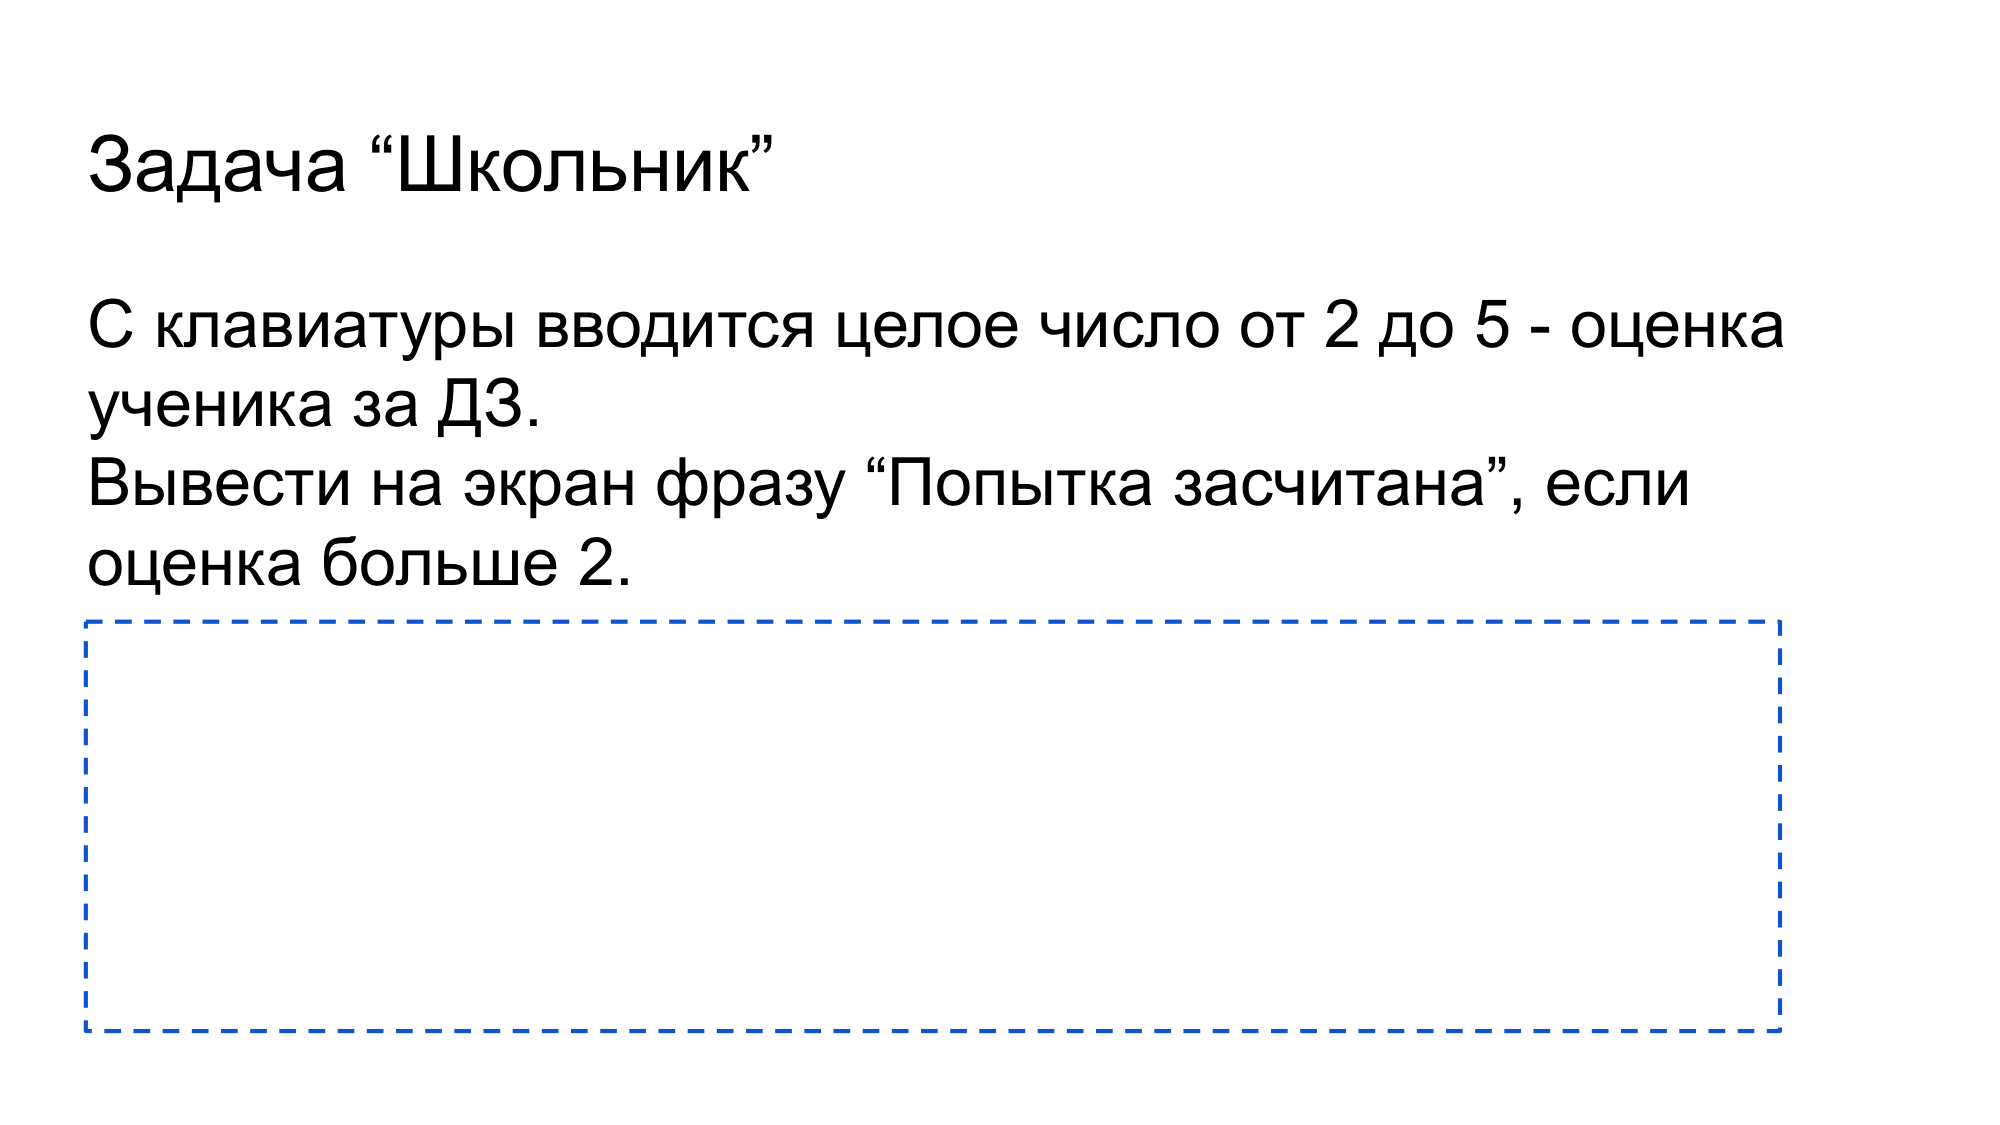 Задача “Школьник”
С клавиатуры вводится целое число от 2 до 5 - оценка
ученика за ДЗ.
Вывести на экран фразу “Попытка засчитана”, если
оценка больше 2.